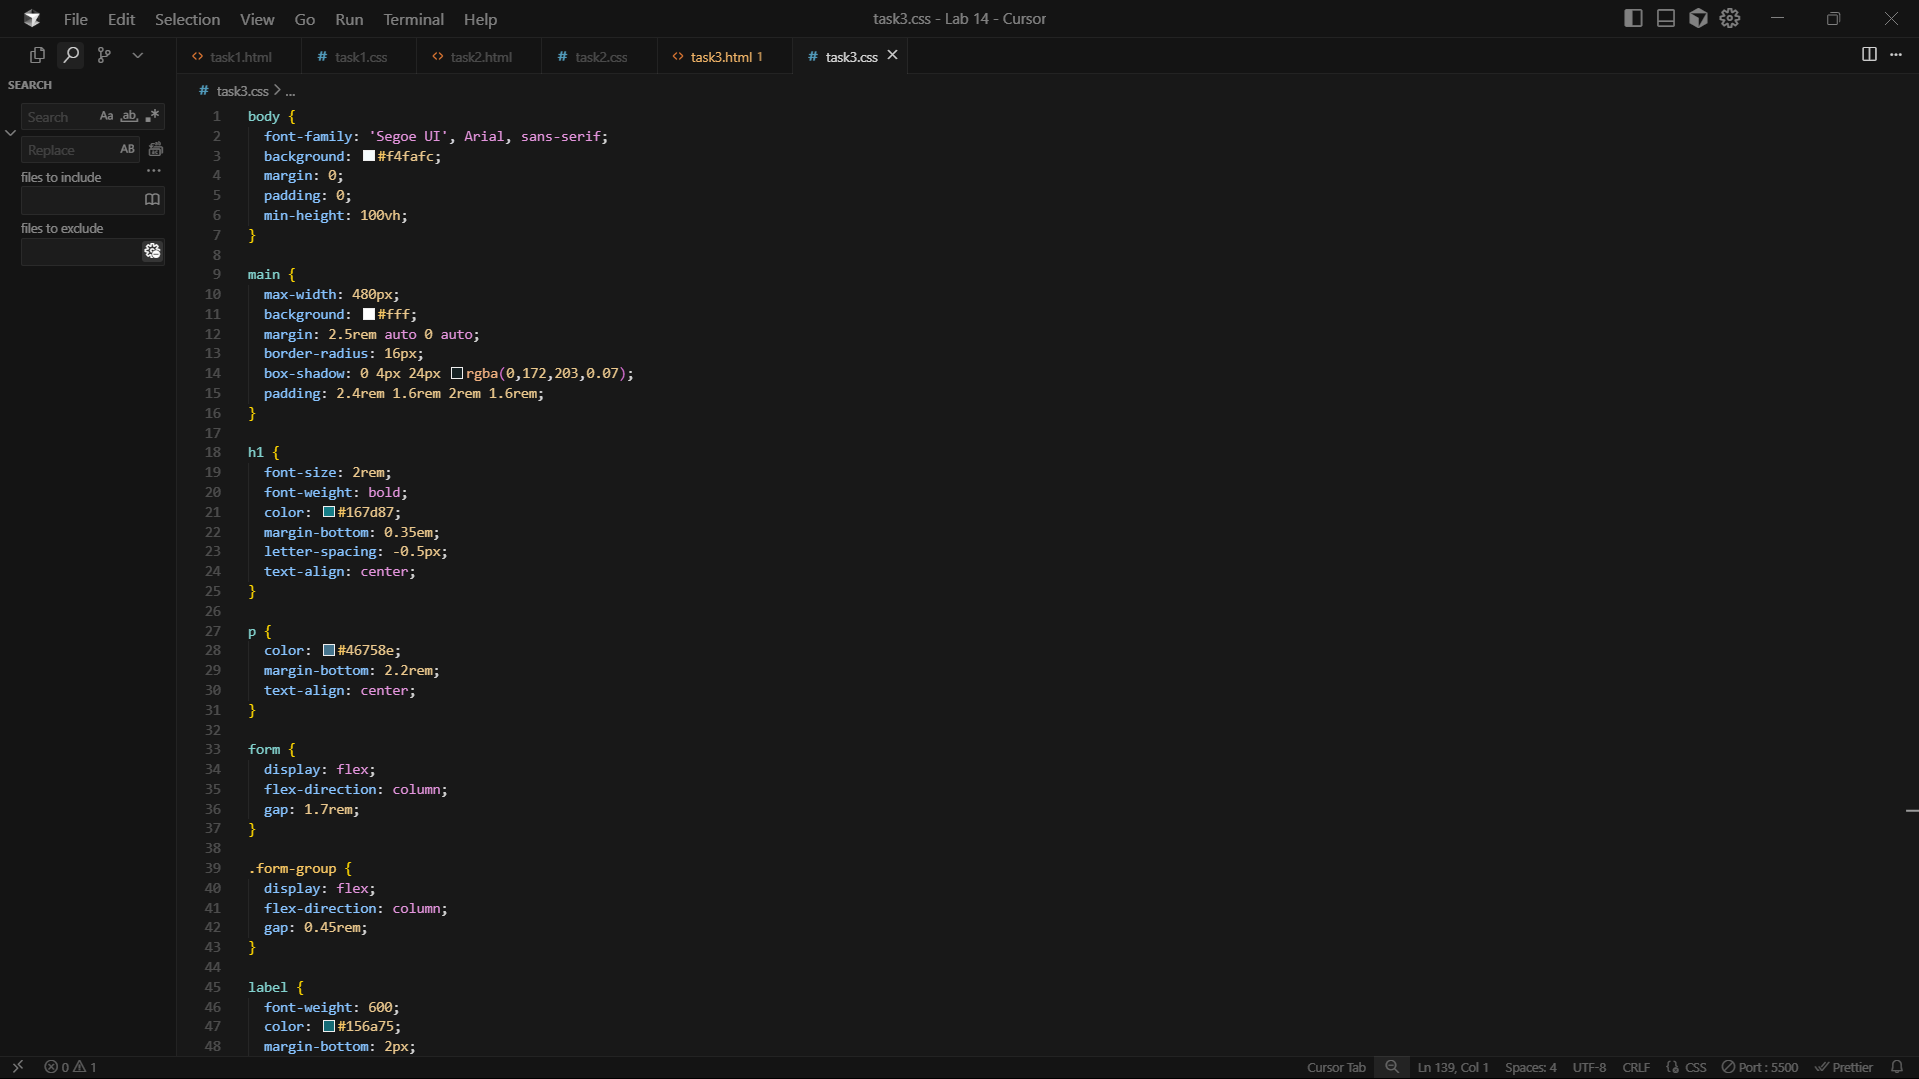 File Edit Selection View Go Run Terminal Help
task3.css - Lab 14 - Cursor
task1.html
task1.css
task2.html
task2.css
task3.html 1
task3.css
SEARCH
Search Aa ab
Replace AB
files to include
files to exclude
task3.css > ...
1 body {
2 font-family: 'Segoe UI', Arial, sans-serif;
3 background: #f4fafc;
4 margin: 0;
5 padding: 0;
6 min-height: 100vh;
7 }
8
9 main {
10 max-width: 480px;
11 background: #fff;
12 margin: 2.5rem auto 0 auto;
13 border-radius: 16px;
14 box-shadow: 0 4px 24px rgba(0,172,203,0.07);
15 padding: 2.4rem 1.6rem 2rem 1.6rem;
16 }
17
18 h1 {
19 font-size: 2rem;
20 font-weight: bold;
21 color: #167d87;
22 margin-bottom: 0.35em;
23 letter-spacing: -0.5px;
24 text-align: center;
25 }
26
27 p {
28 color: #46758e;
29 margin-bottom: 2.2rem;
30 text-align: center;
31 }
32
33 form {
34 display: flex;
35 flex-direction: column;
36 gap: 1.7rem;
37 }
38
39 .form-group {
40 display: flex;
41 flex-direction: column;
42 gap: 0.45rem;
43 }
44
45 label {
46 font-weight: 600;
47 color: #156a75;
48 margin-bottom: 2px;
0 1
Cursor Tab Ln 139, Col 1 Spaces: 4 UTF-8 CRLF {} CSS Port : 5500 Prettier